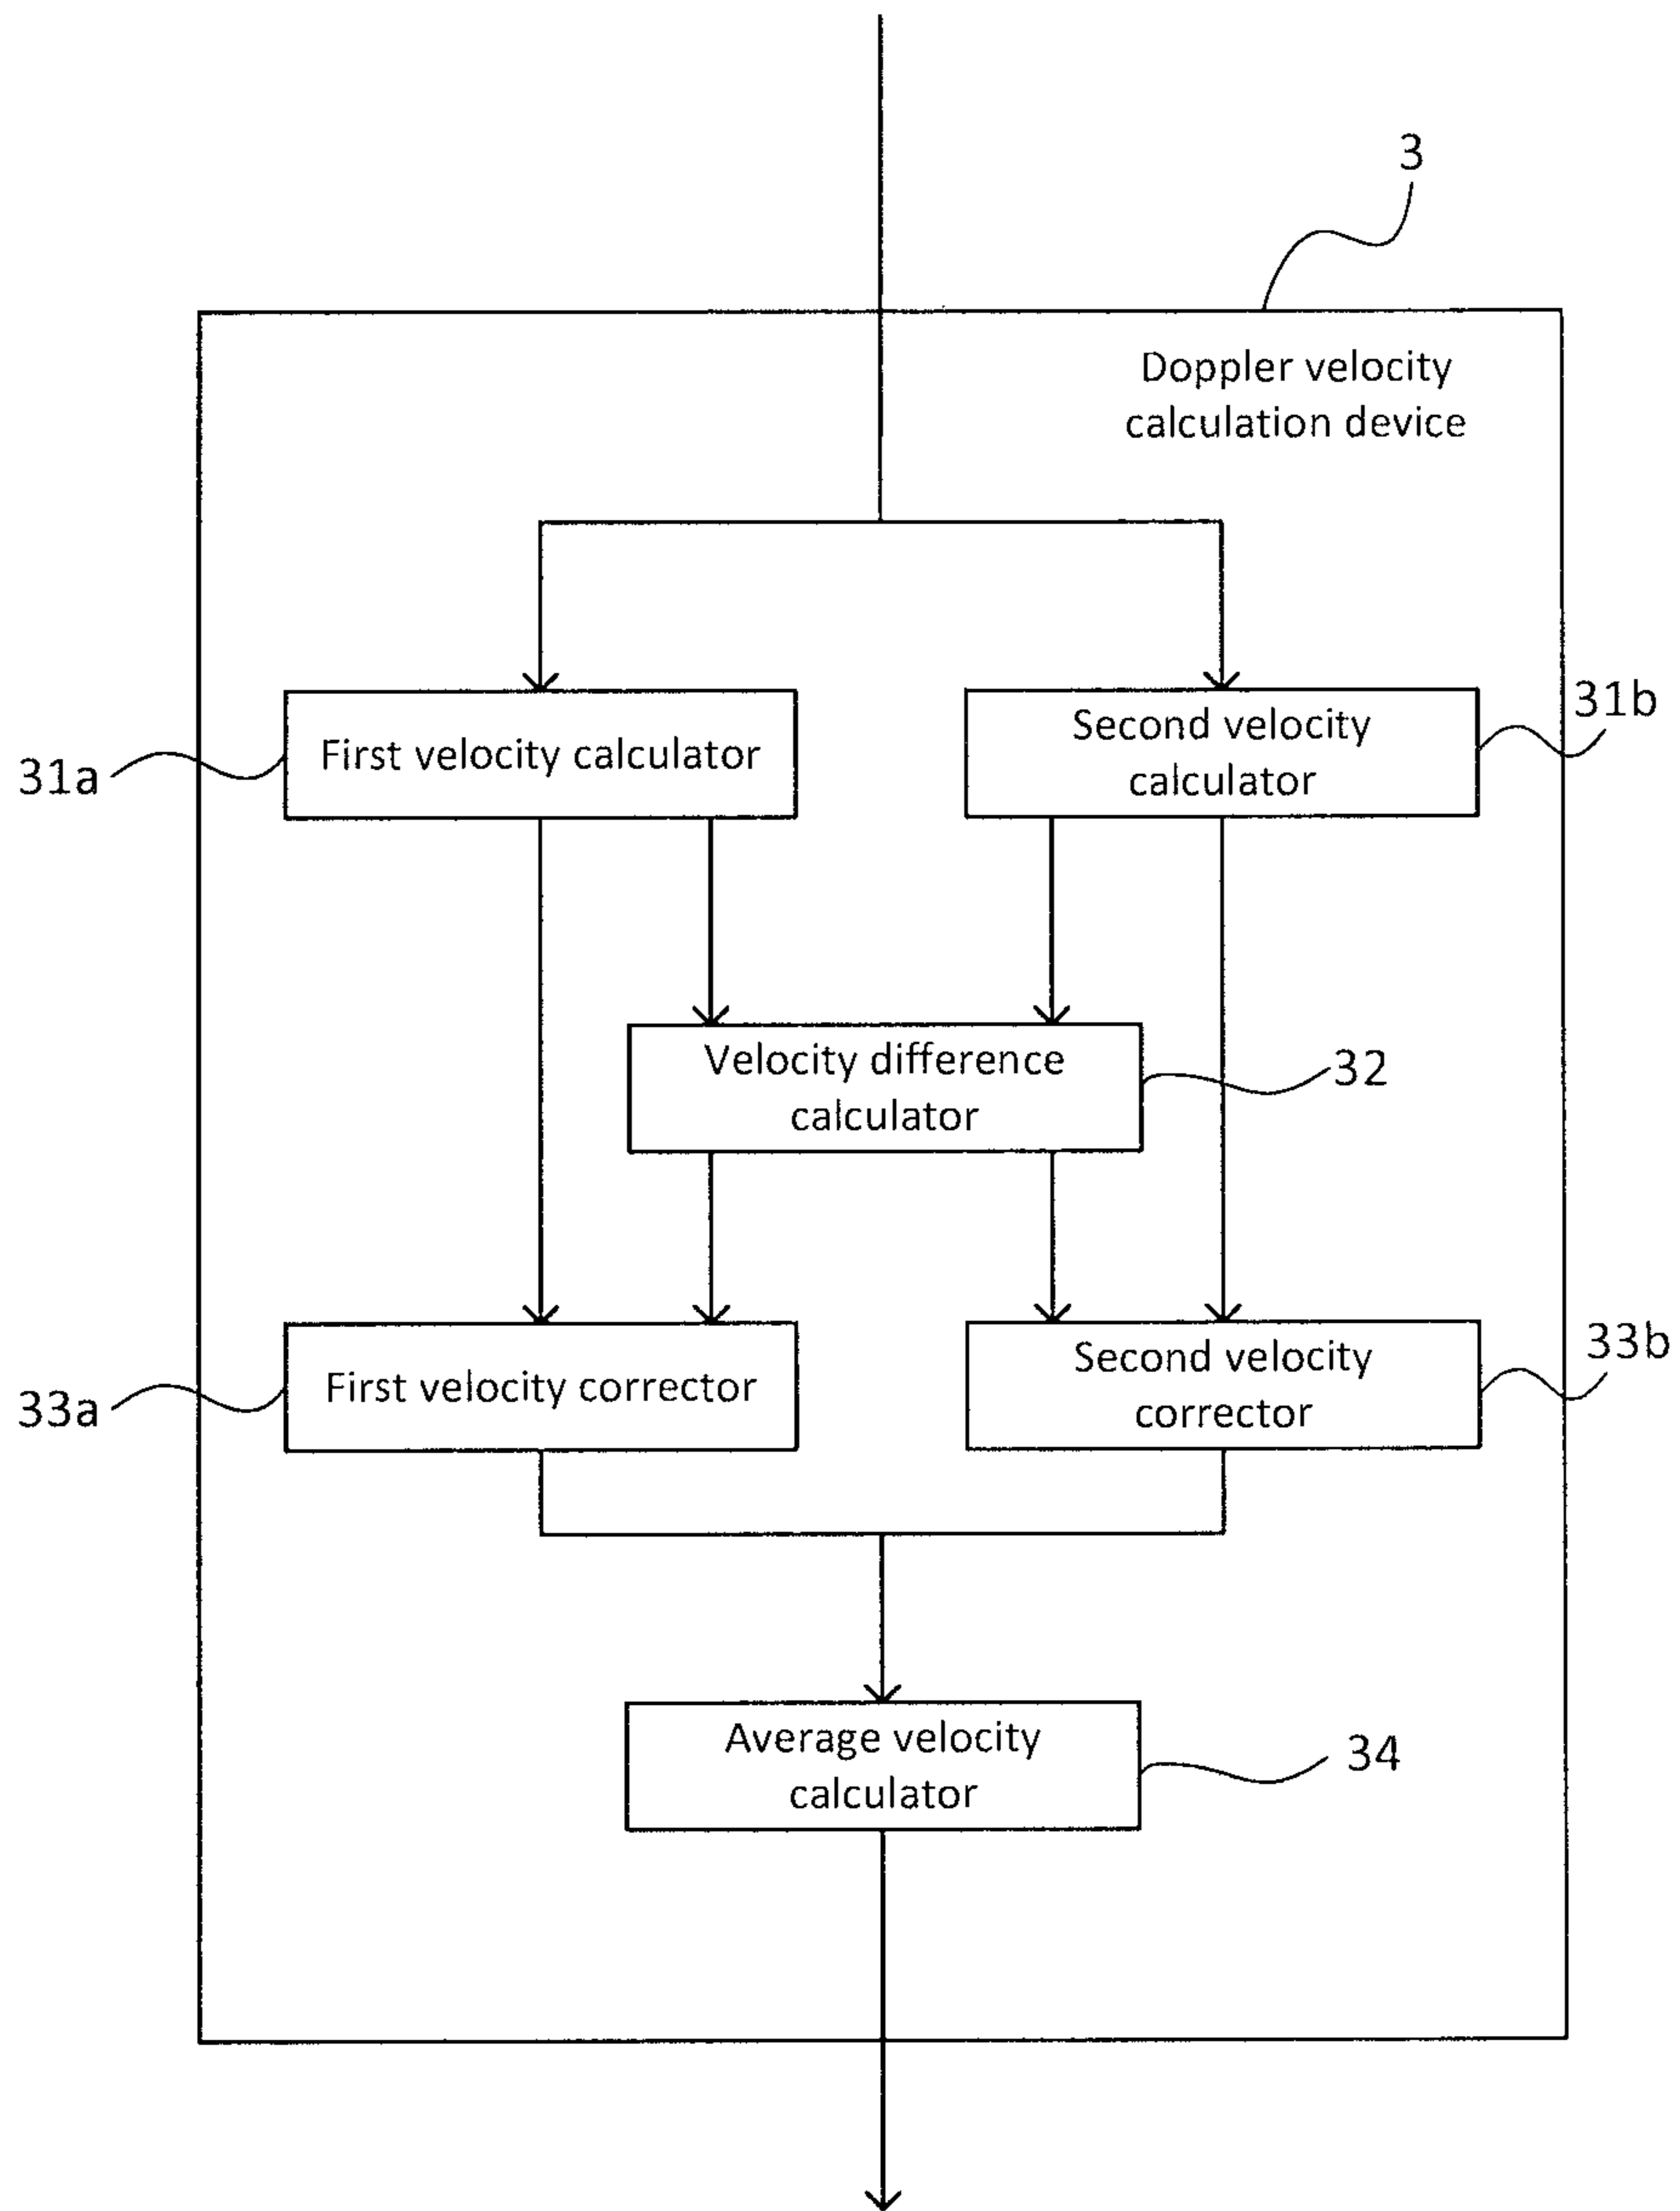 3
Doppler velocity
calculation device
31a
First velocity calculator
Second velocity
calculator
31b
Velocity difference
calculator
32
33a
First velocity corrector
Second velocity
corrector
33b
Average velocity
calculator
34